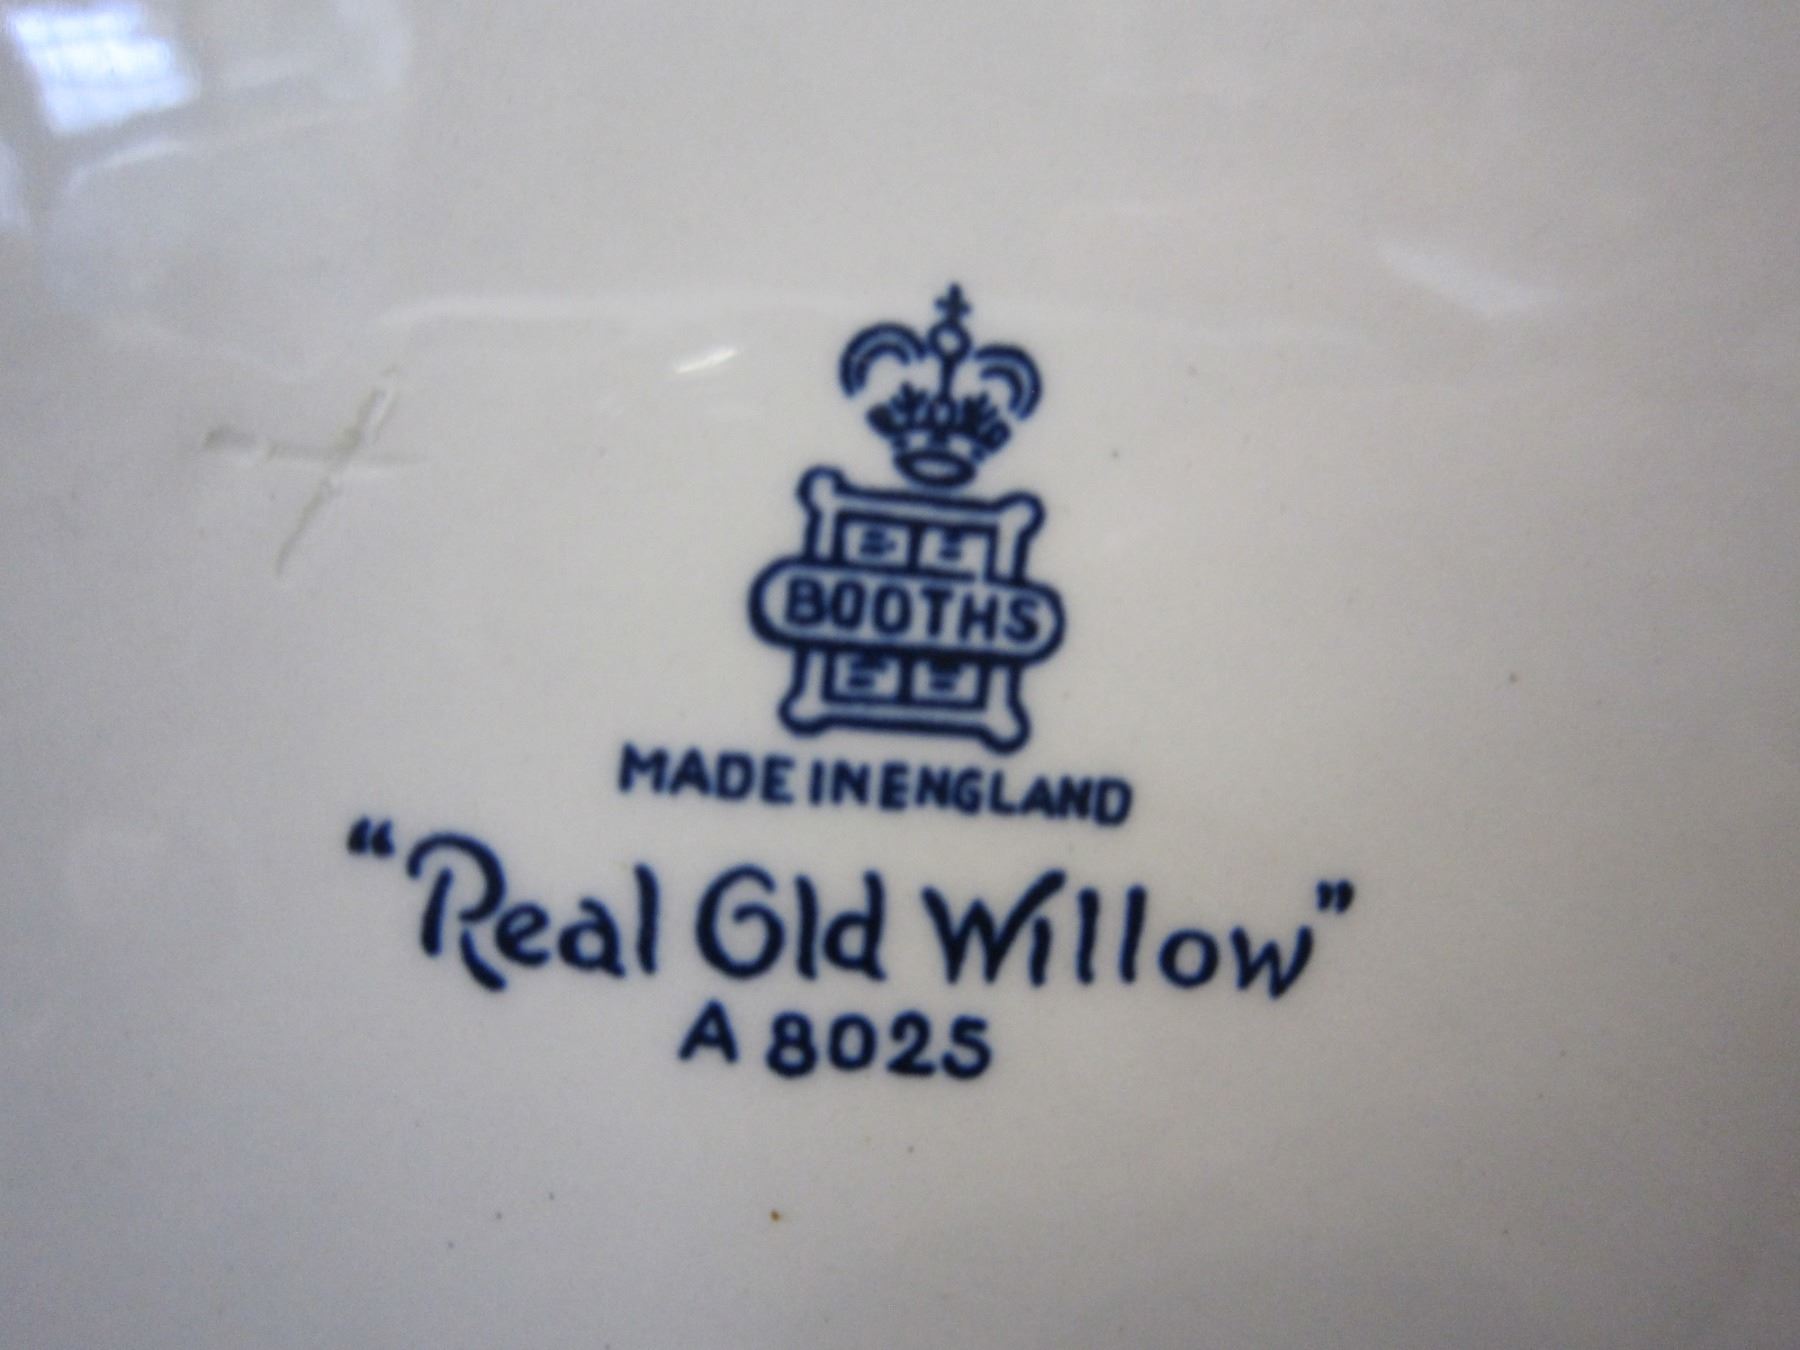 BOOTHS
MADE IN ENGLAND
"Real Old Willow"
A 8025